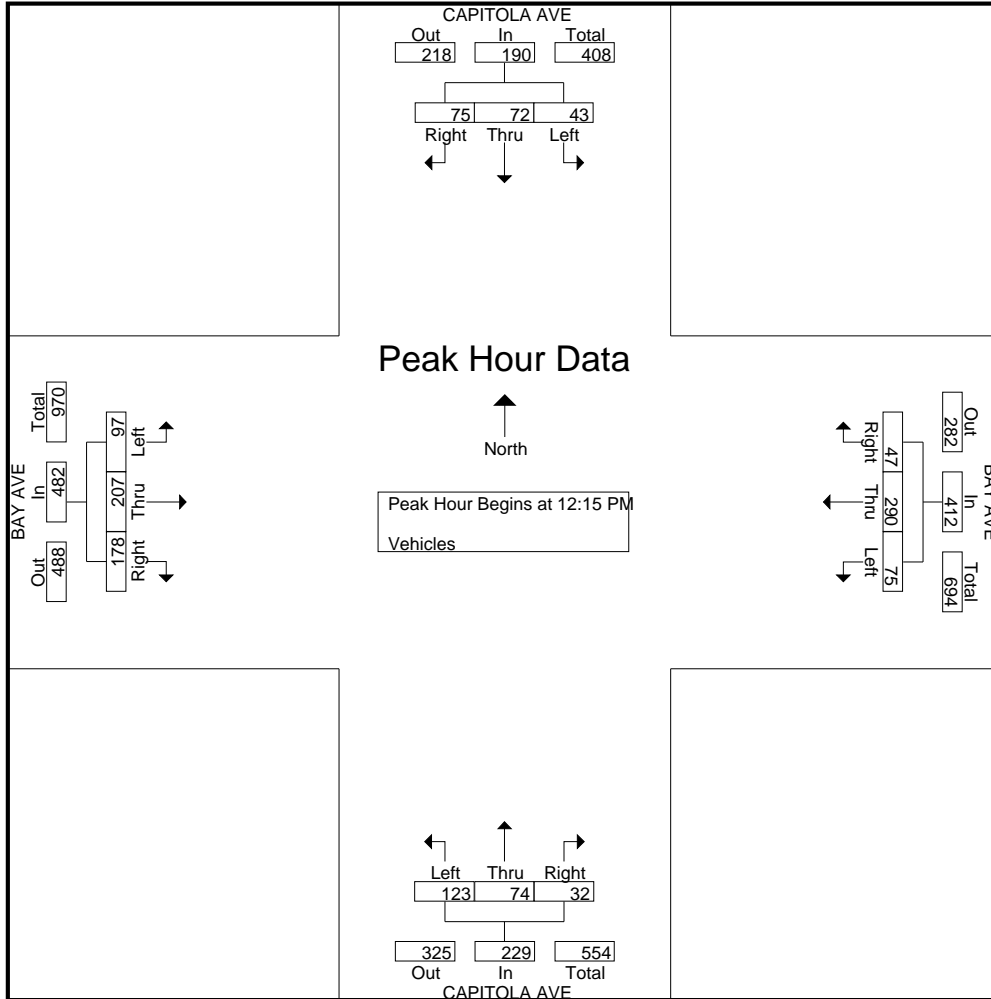 CAPITOLA AVE
Out In Total
218 190 408
75 72 43
Right Thru Left
Peak Hour Data
North
Peak Hour Begins at 12:15 PM
Vehicles
BAY AVE
Total In Out
970 482 488
97 207 178
Left Thru Right
BAY AVE
Out In Total
282 412 694
47 290 75
Right Thru Left
Left Thru Right
123 74 32
325 229 554
Out In Total
CAPITOLA AVE